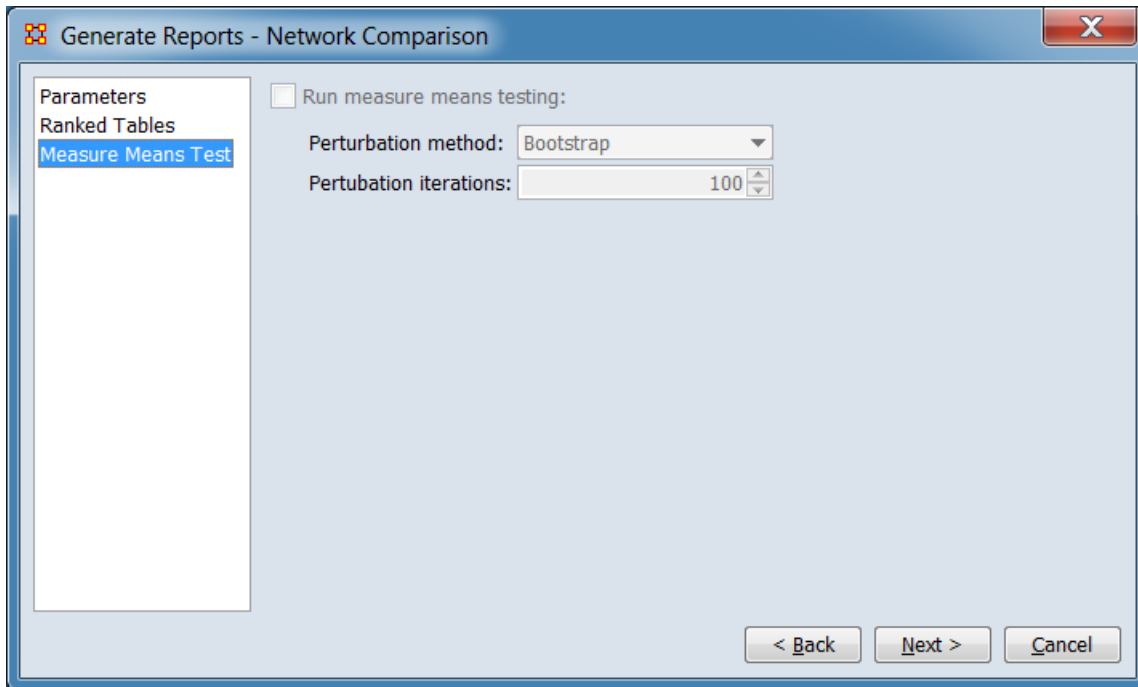 Generate Reports - Network Comparison
Parameters
Ranked Tables
Measure Means Test
Run measure means testing:
Perturbation method: Bootstrap
Pertubation iterations: 100
< Back Next > Cancel